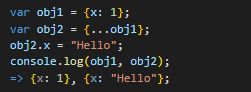 var obj1 = {x: 1};
var obj2 = {...obj1};
obj2.x = "Hello";
console.log(obj1, obj2);
=> {x: 1}, {x: "Hello"};